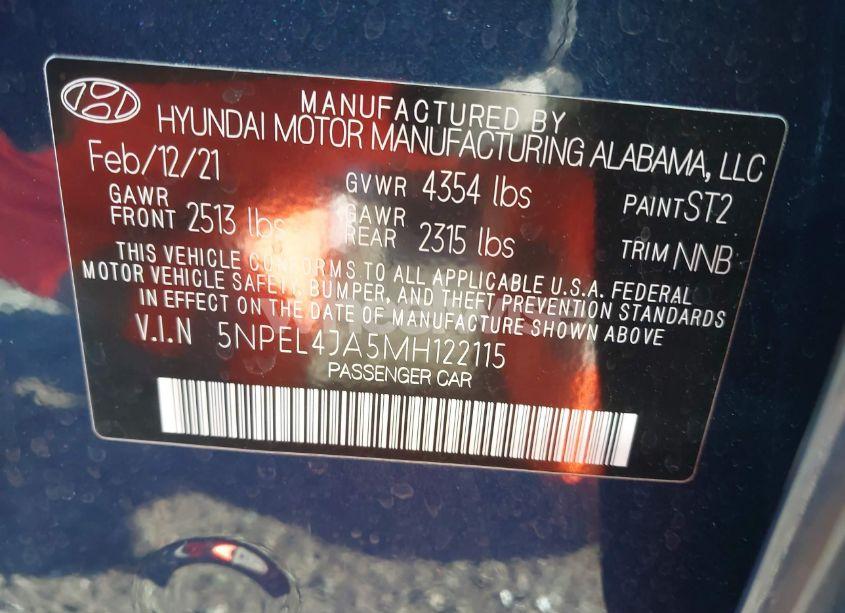 MANUFACTURED BY
HYUNDAI MOTOR MANUFACTURING ALABAMA, LLC
Feb/12/21 GVWR 4354 lbs PAINT ST2
GAWR FRONT 2513 lbs GAWR REAR 2315 lbs TRIM NNB
THIS VEHICLE CONFORMS TO ALL APPLICABLE U.S.A. FEDERAL
MOTOR VEHICLE SAFETY, BUMPER, AND THEFT PREVENTION STANDARDS
IN EFFECT ON THE DATE OF MANUFACTURE SHOWN ABOVE
V.I.N 5NPEL4JA5MH122115
PASSENGER CAR